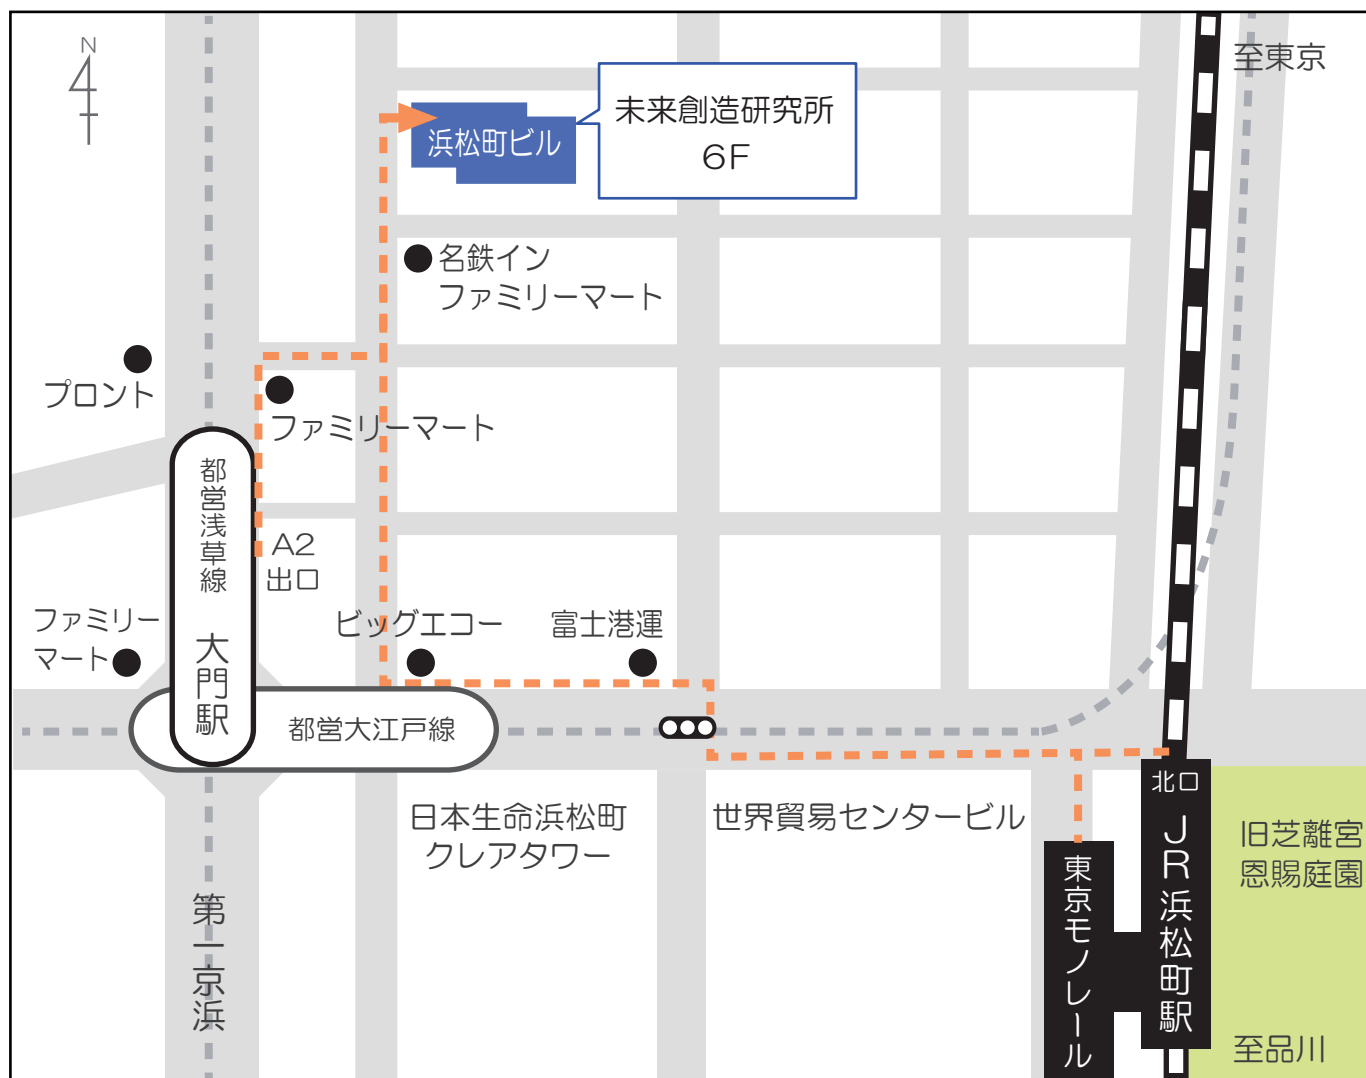 N
至東京
未来創造研究所
6F
浜松町ビル
名鉄イン
ファミリーマート
プロント
ファミリーマート
都営浅草線
大門駅
A2
出口
ファミリー
マート
ビッグエコー
富士港運
都営大江戸線
北口
JR浜松町駅
日本生命浜松町
クレアタワー
世界貿易センタービル
旧芝離宮
恩賜庭園
東京モノレール
第一京浜
至品川